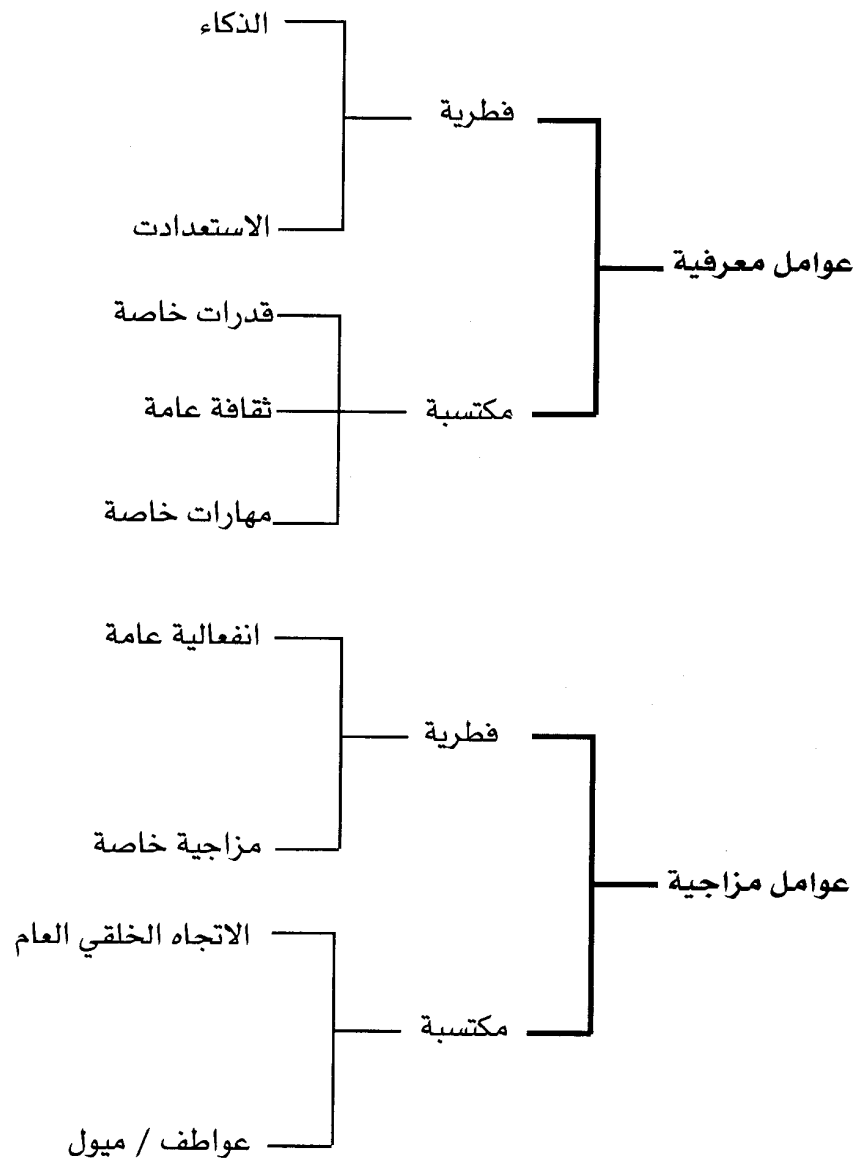 الذكاء
فطرية
الاستعدادت
عوامل معرفية
قدرات خاصة
ثقافة عامة
مكتسبة
مهارات خاصة
انفعالية عامة
فطرية
مزاجية خاصة
عوامل مزاجية
الاتجاه الخلقي العام
مكتسبة
عواطف / ميول